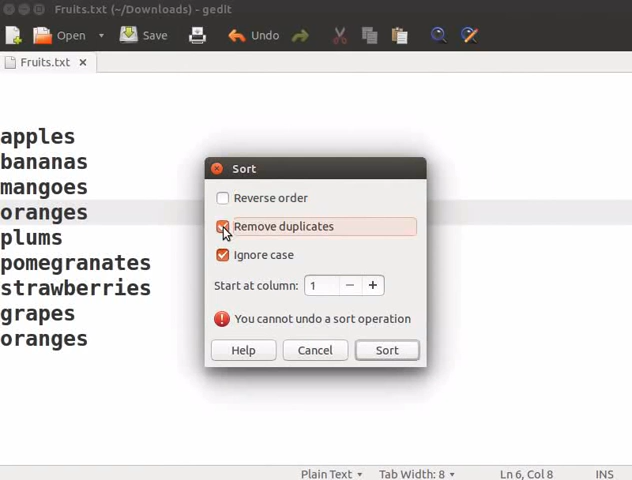 Fruits.txt (~/Downloads) - gedit
Open Save Undo
Fruits.txt ×
apples
bananas
mangoes
oranges
plums
pomegranates
strawberries
grapes
oranges
Sort
Reverse order
Remove duplicates
Ignore case
Start at column: 1 − +
You cannot undo a sort operation
Help Cancel Sort
Plain Text Tab Width: 8 Ln 6, Col 8 INS